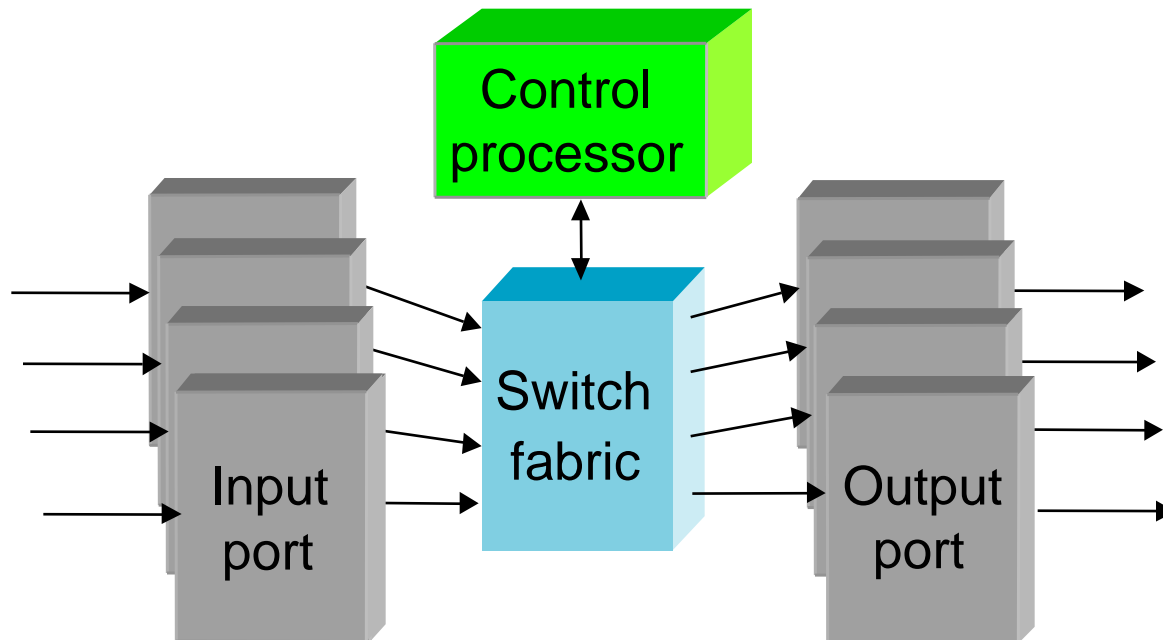 Control
processor
Switch
fabric
Input
port
Output
port